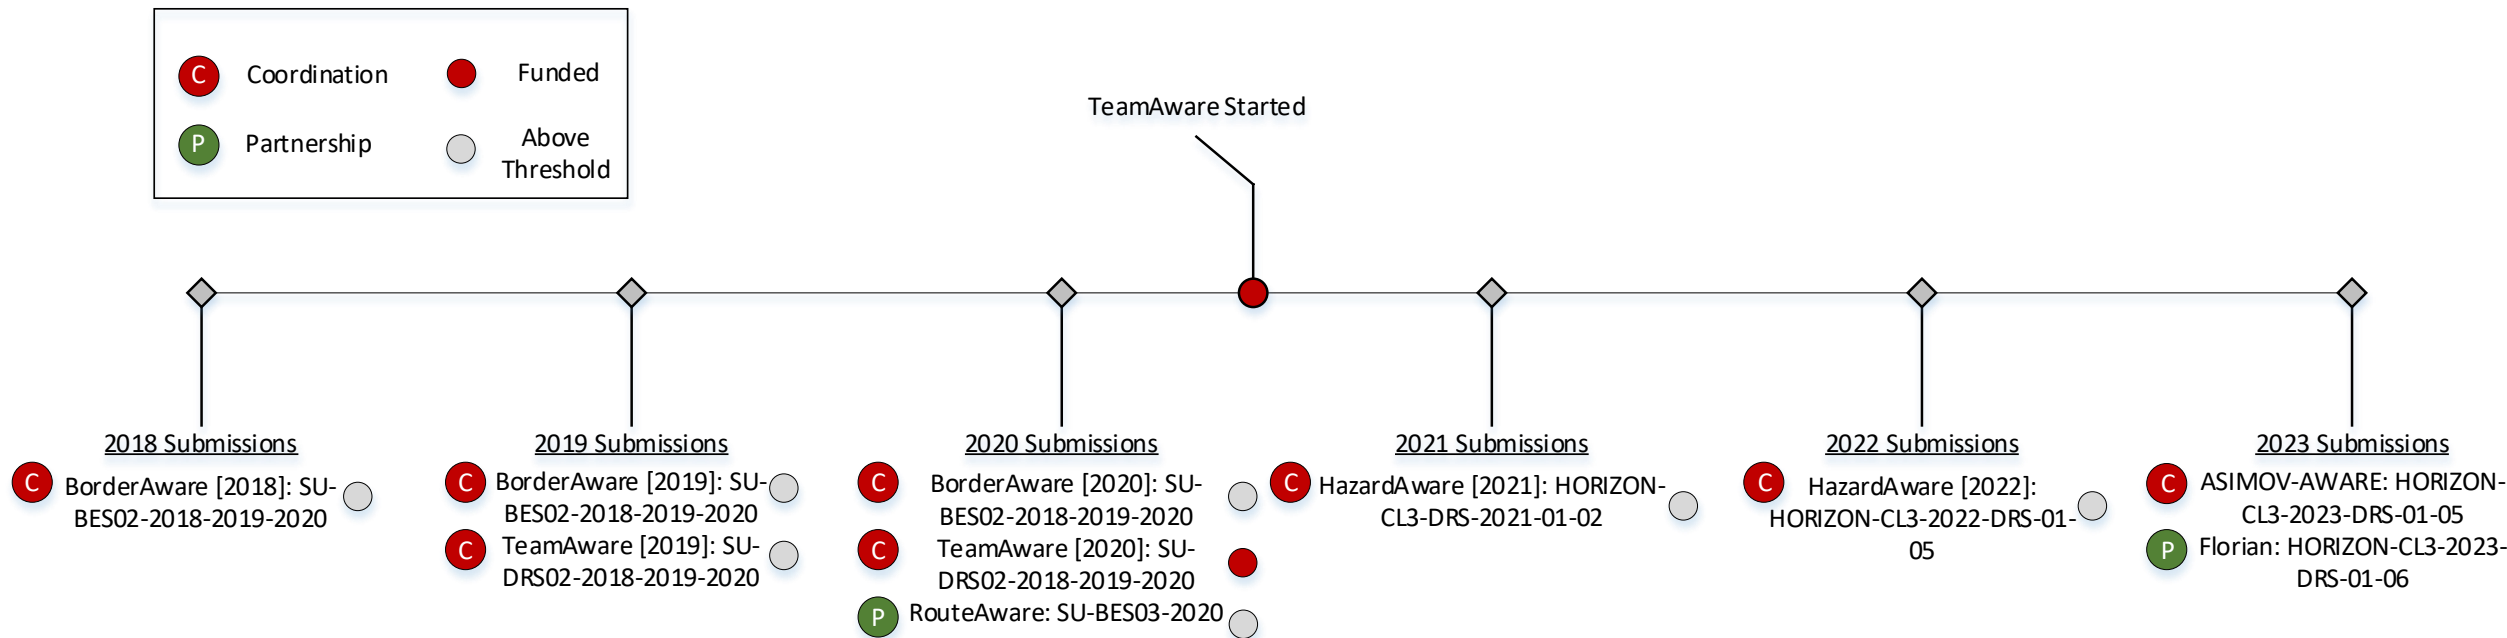 C Coordination
Funded
P Partnership
Above
Threshold
TeamAware Started
2018 Submissions
C BorderAware [2018]: SU-
BES02-2018-2019-2020
2019 Submissions
C BorderAware [2019]: SU-
BES02-2018-2019-2020
C TeamAware [2019]: SU-
DRS02-2018-2019-2020
2020 Submissions
C BorderAware [2020]: SU-
BES02-2018-2019-2020
C TeamAware [2020]: SU-
DRS02-2018-2019-2020
P RouteAware: SU-BES03-2020
2021 Submissions
C HazardAware [2021]: HORIZON-
CL3-DRS-2021-01-02
2022 Submissions
C HazardAware [2022]:
HORIZON-CL3-2022-DRS-01-
05
2023 Submissions
C ASIMOV-AWARE: HORIZON-
CL3-2023-DRS-01-05
P Florian: HORIZON-CL3-2023-
DRS-01-06